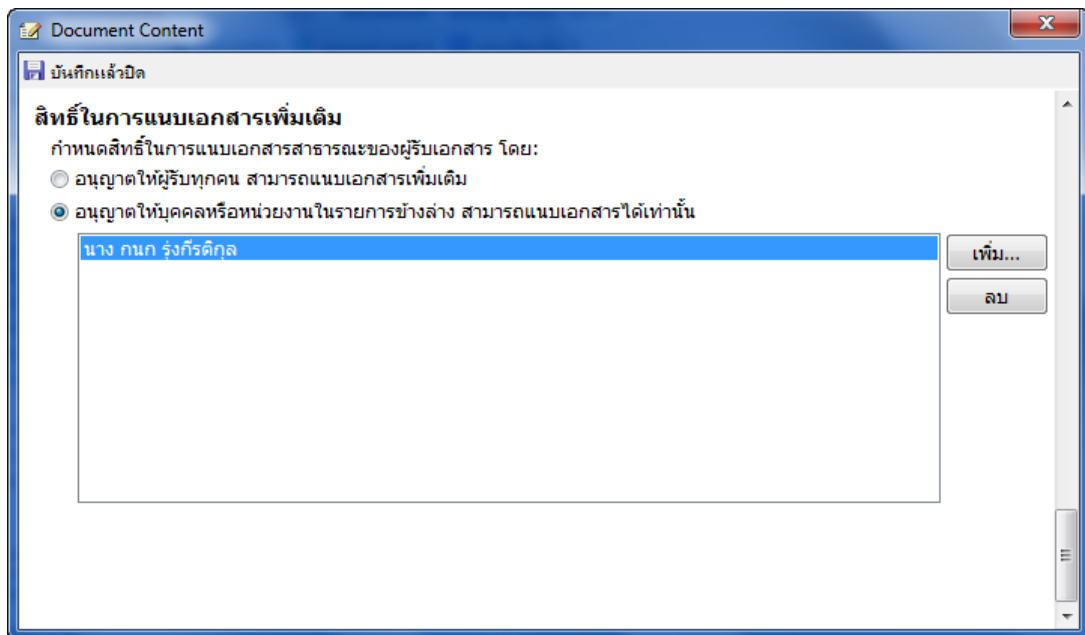 Document Content
บันทึกแล้วปิด
สิทธิ์ในการแนบเอกสารเพิ่มเติม
กำหนดสิทธิ์ในการแนบเอกสารสาธารณะของผู้รับเอกสาร โดย:
อนุญาตให้ผู้รับทุกคน สามารถแนบเอกสารเพิ่มเติม
อนุญาตให้บุคคลหรือหน่วยงานในรายการข้างล่าง สามารถแนบเอกสารได้เท่านั้น
นาง กนก รุ่งกีรติกุล
เพิ่ม...
ลบ